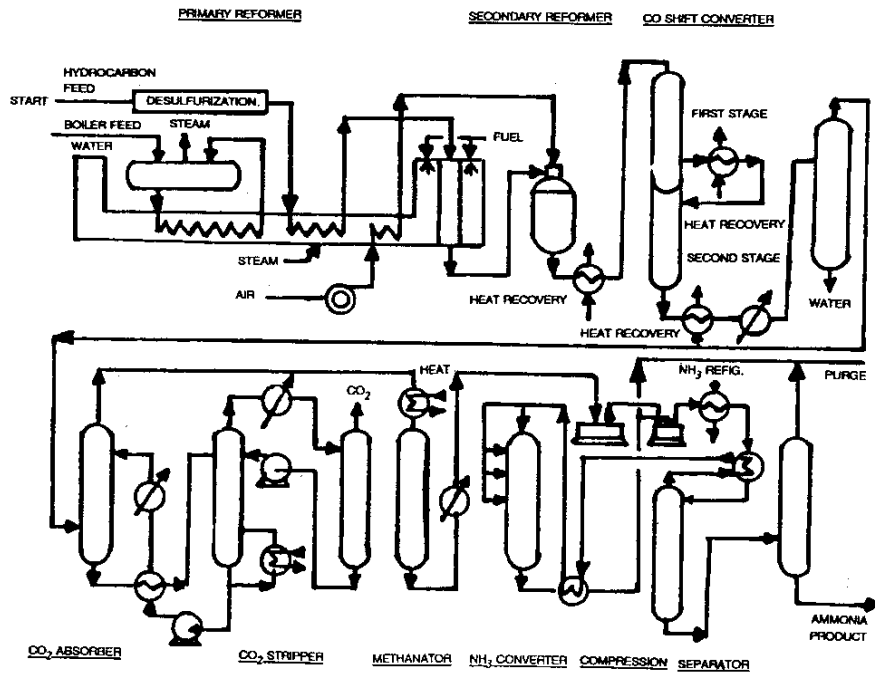 PRIMARY REFORMER
SECONDARY REFORMER
CO SHIFT CONVERTER
HYDROCARBON
FEED
START
DESULFURIZATION.
BOILER FEED
WATER
STEAM
FUEL
FIRST STAGE
HEAT RECOVERY
SECOND STAGE
STEAM
AIR
HEAT RECOVERY
HEAT RECOVERY
WATER
HEAT
CO2
NH3 REFIG.
PURGE
AMMONIA
PRODUCT
CO2 ABSORBER
CO2 STRIPPER
METHANATOR
NH3 CONVERTER
COMPRESSION
SEPARATOR